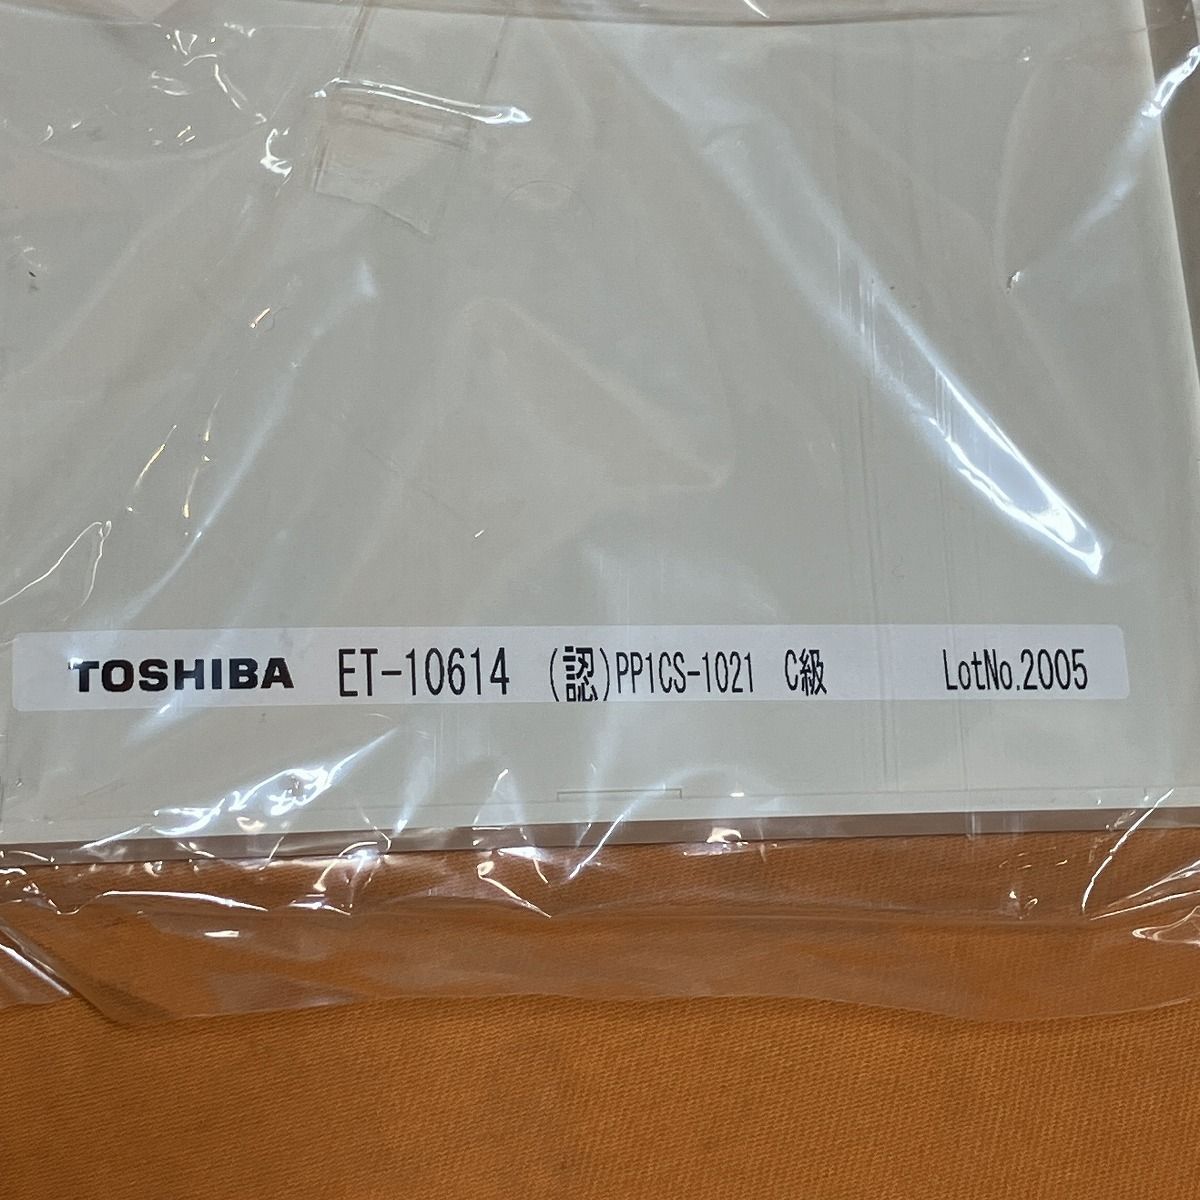 TOSHIBA ET-10614 (認)PP1CS-1021 C級 LotNo.2005